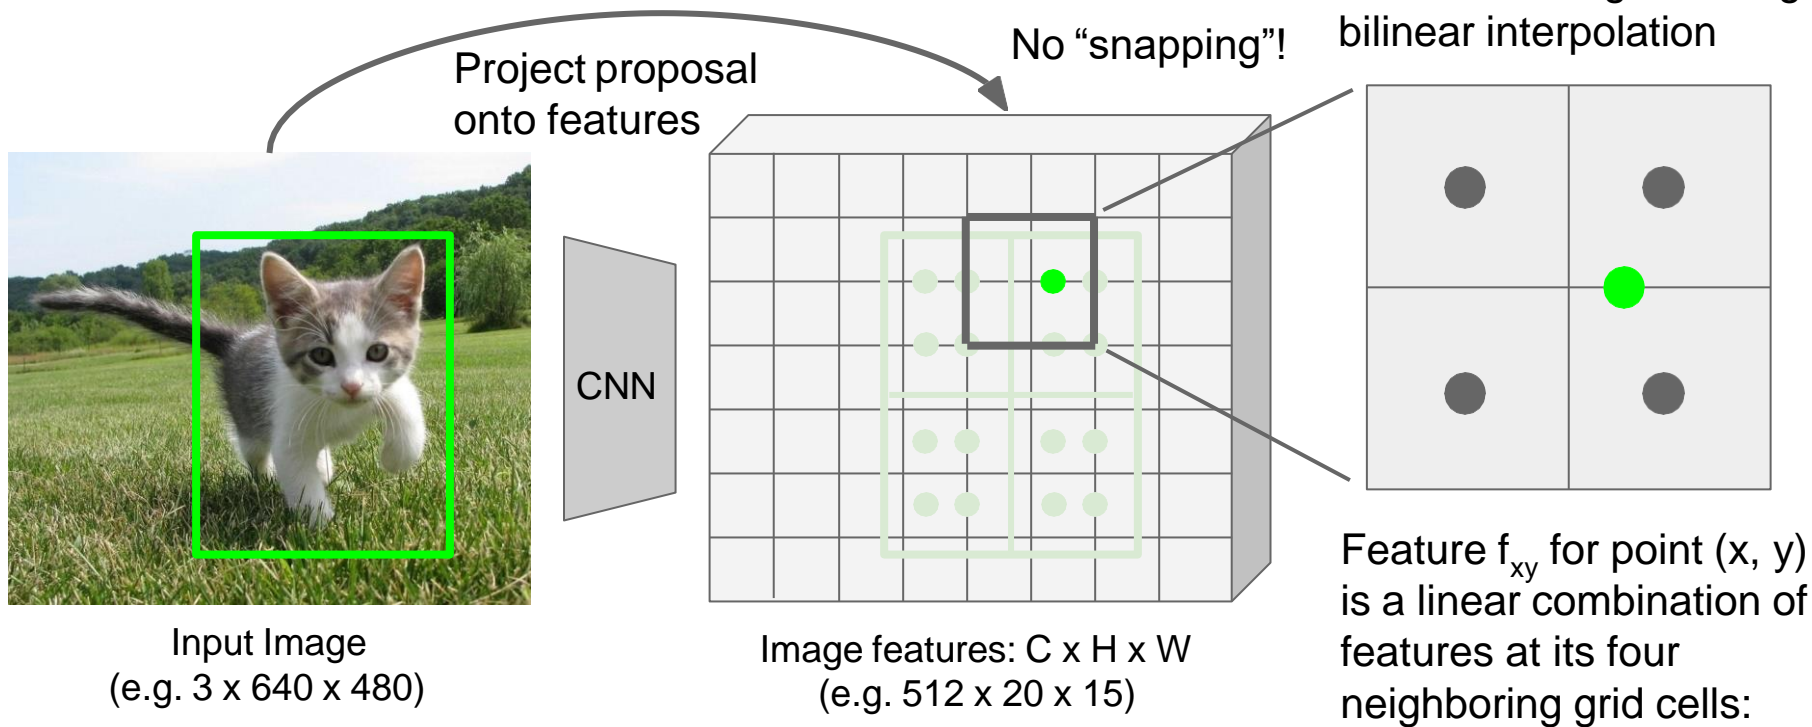 No “snapping”!
bilinear interpolation
Project proposal
onto features
CNN
Input Image
(e.g. 3 x 640 x 480)
Image features: C x H x W
(e.g. 512 x 20 x 15)
Feature fxy for point (x, y)
is a linear combination of
features at its four
neighboring grid cells: